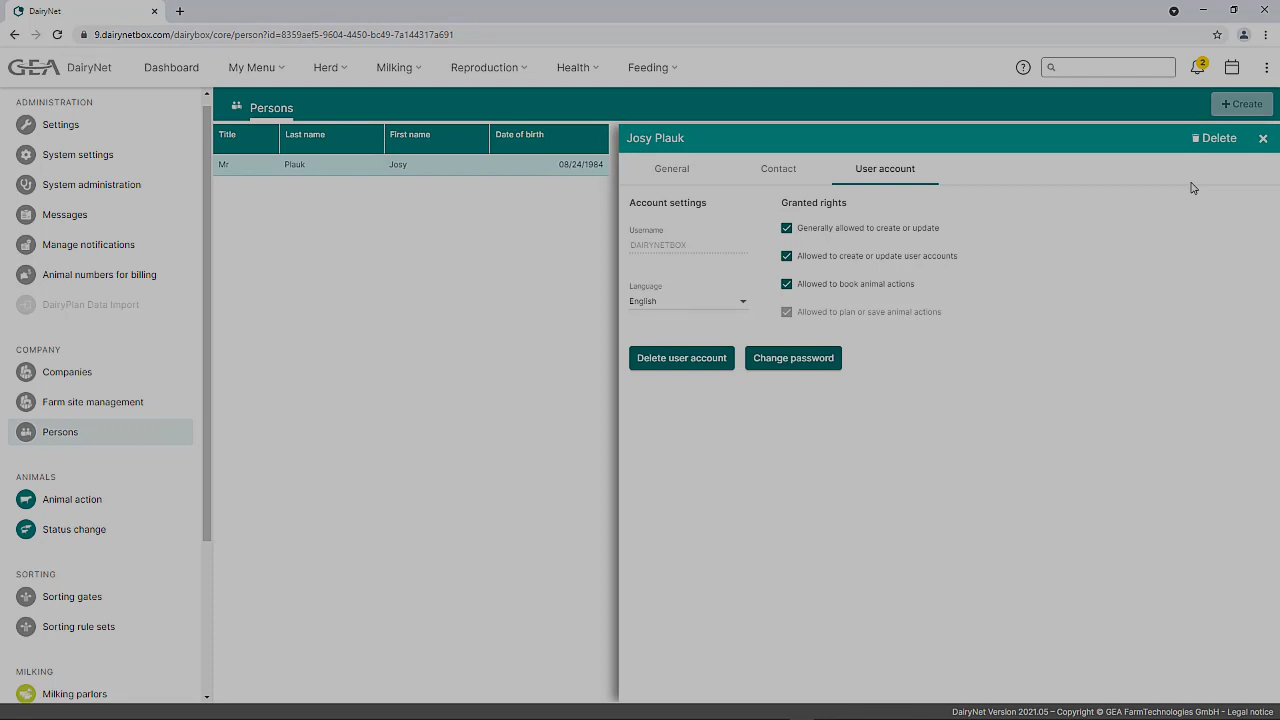 DairyNet
9.dairynetbox.com/dairybox/core/person?id=8359aef5-9604-4450-bc49-7a144317a691
GEA DairyNet Dashboard My Menu Herd Milking Reproduction Health Feeding 2
ADMINISTRATION
Settings
System settings
System administration
Messages
Manage notifications
Animal numbers for billing
DairyPlan Data Import
COMPANY
Companies
Farm site management
Persons
ANIMALS
Animal action
Status change
SORTING
Sorting gates
Sorting rule sets
MILKING
Milking parlors
Persons
+ Create
Title Last name First name Date of birth
Mr Plauk Josy 08/24/1984
Josy Plauk
Delete
General Contact User account
Account settings
Username
DAIRYNETBOX
Language
English
Granted rights
Generally allowed to create or update
Allowed to create or update user accounts
Allowed to book animal actions
Allowed to plan or save animal actions
Delete user account Change password
DairyNet Version 2021.05 – Copyright © GEA FarmTechnologies GmbH - Legal notice